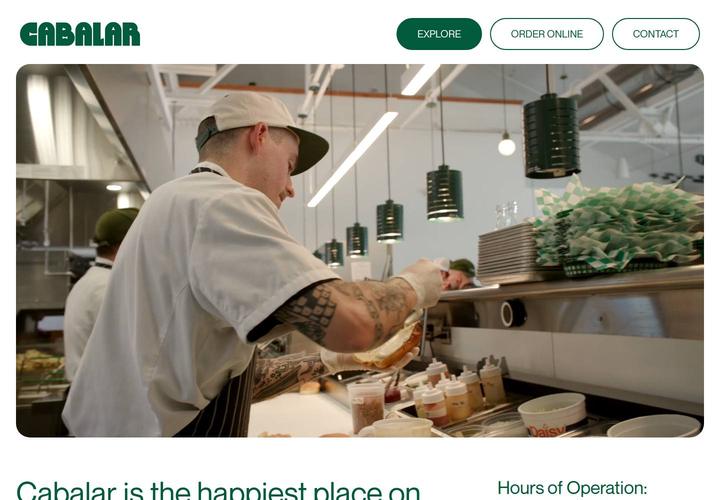 CABALAR
EXPLORE
ORDER ONLINE
CONTACT
Daisy
Cabalar is the happiest place on
Hours of Operation: